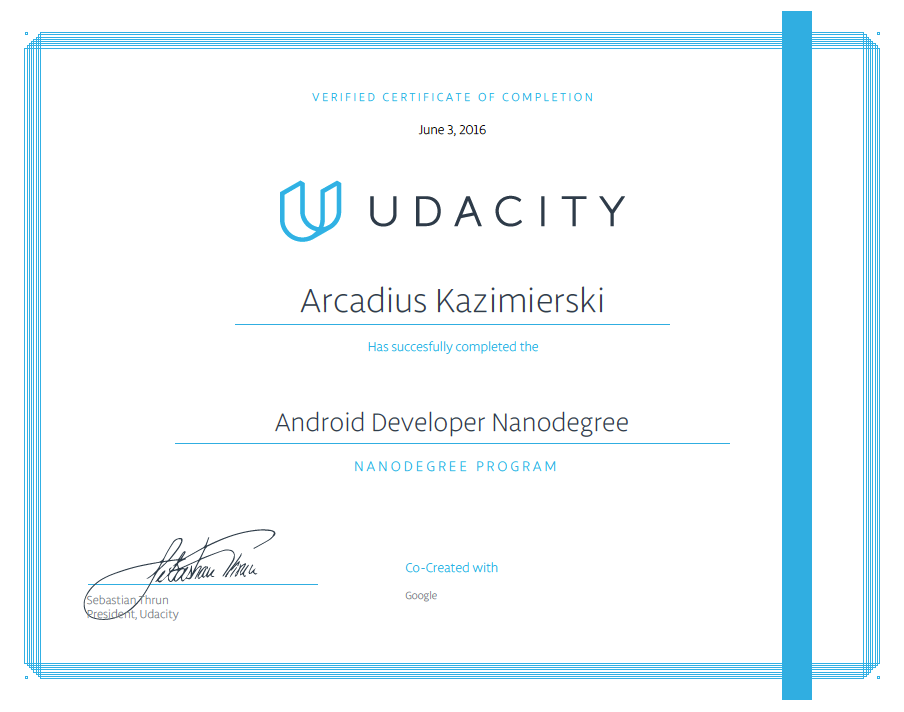 VERIFIED CERTIFICATE OF COMPLETION
June 3, 2016
UDACITY
Arcadius Kazimierski
Has succesfully completed the
Android Developer Nanodegree
NANODEGREE PROGRAM
Sebastian Thrun
Co-Created with
Sebastian Thrun
President, Udacity
Google